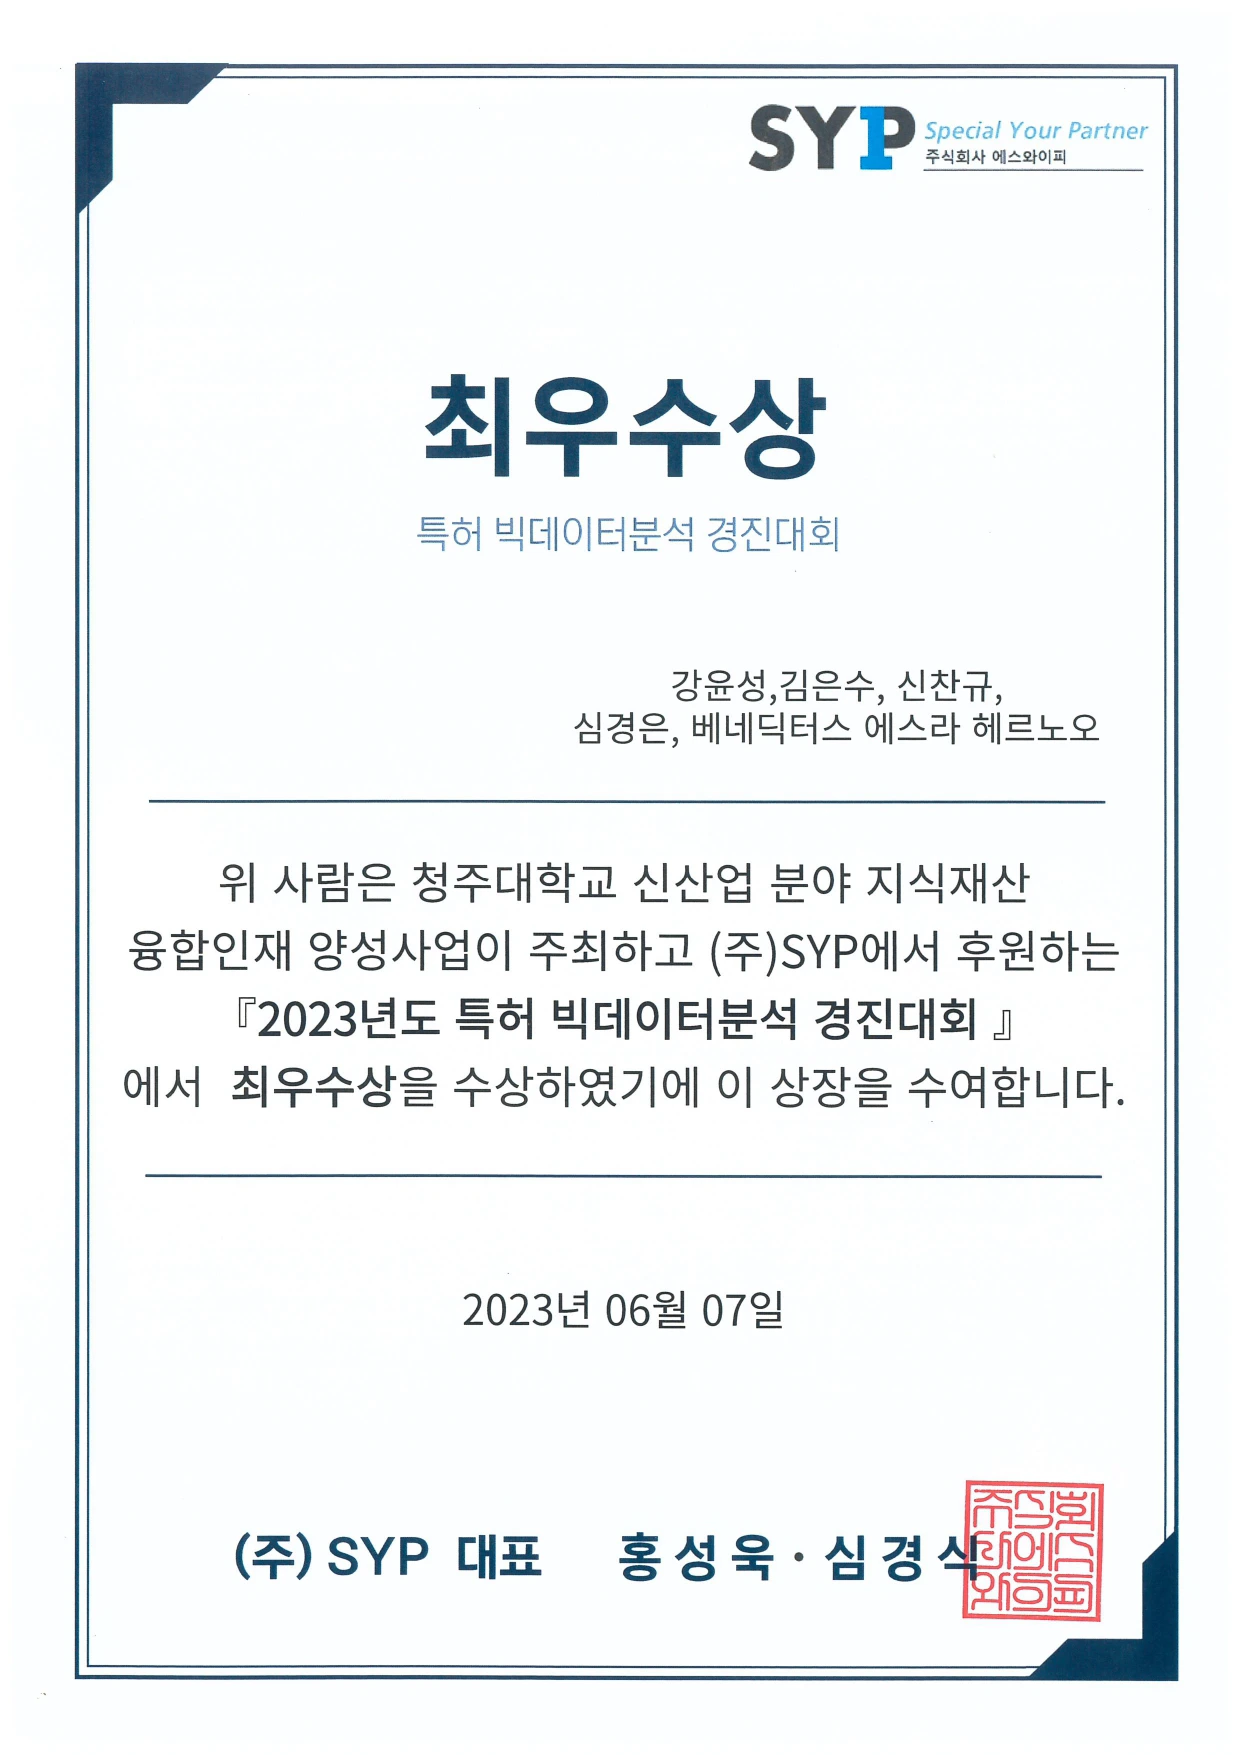 SYP Special Your Partner
주식회사 에스와이피
최우수상
특허 빅데이터분석 경진대회
강윤성,김은수, 신찬규,
심경은, 베네딕터스 에스라 헤르노오
위 사람은 청주대학교 신산업 분야 지식재산
융합인재 양성사업이 주최하고 (주)SYP에서 후원하는
『2023년도 특허 빅데이터분석 경진대회 』
에서 최우수상을 수상하였기에 이 상장을 수여합니다.
2023년 06월 07일
(주) SYP 대표 홍성욱·심경식
주식회
사에스
와이피